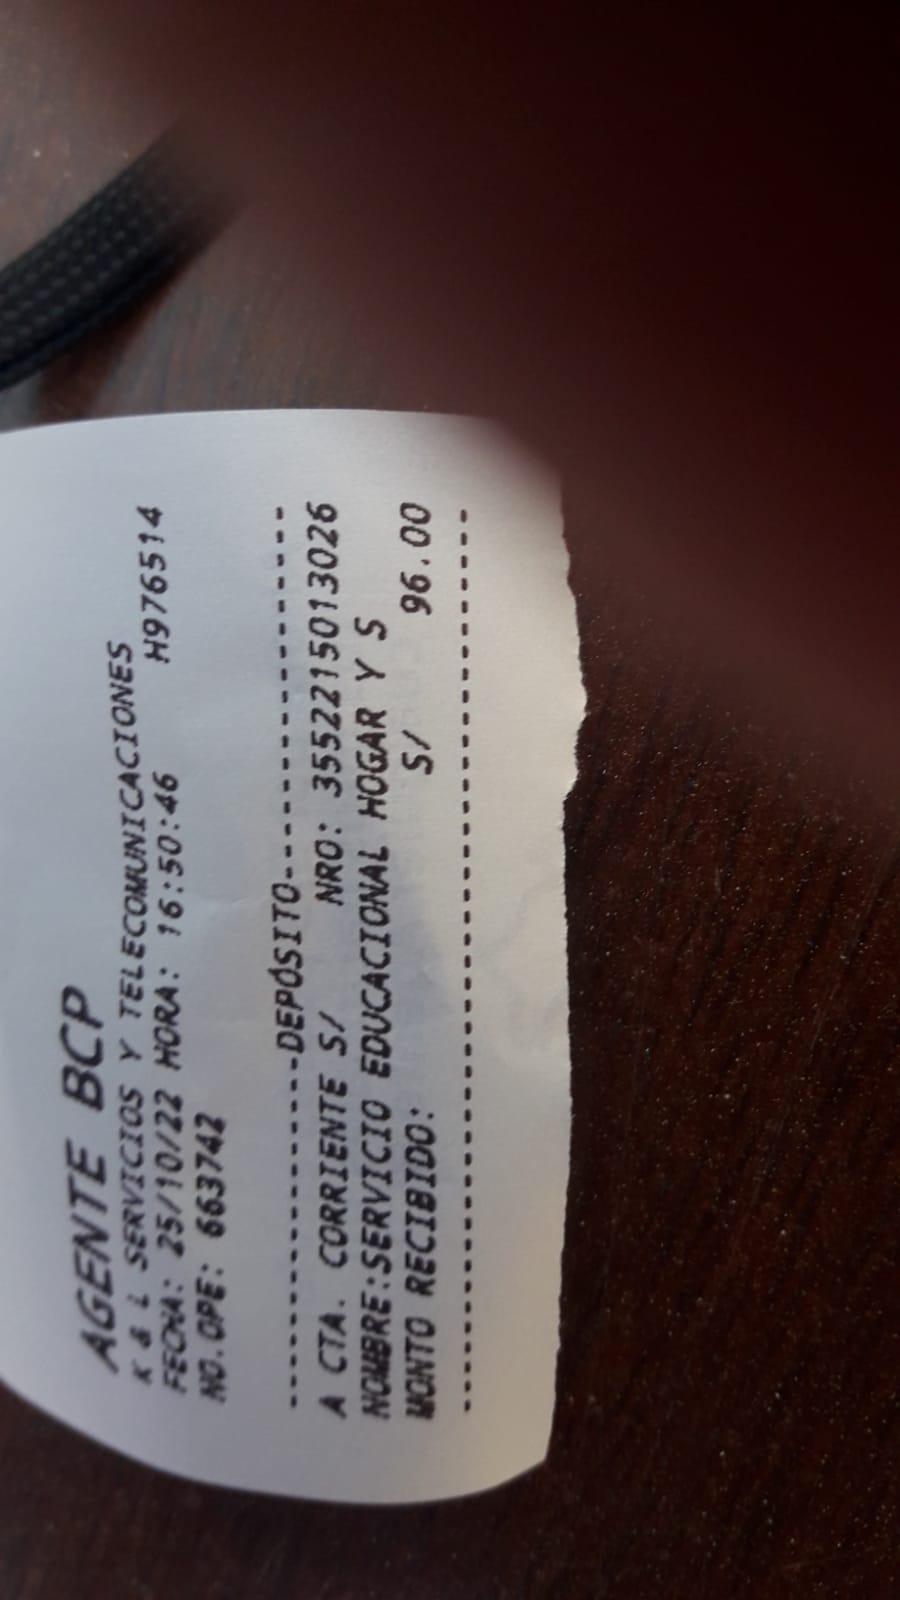 AGENTE BCP
K & L SERVICIOS Y TELECOMUNICACIONES
FECHA: 25/10/22 HORA: 16:50:46 H976514
NO.OPE: 663742
--------------DEPÓSITO--------------
A CTA. CORRIENTE S/ NRO: 3552215013026
NOMBRE:SERVICIO EDUCACIONAL HOGAR Y S
MONTO RECIBIDO: S/ 96.00
------------------------------------